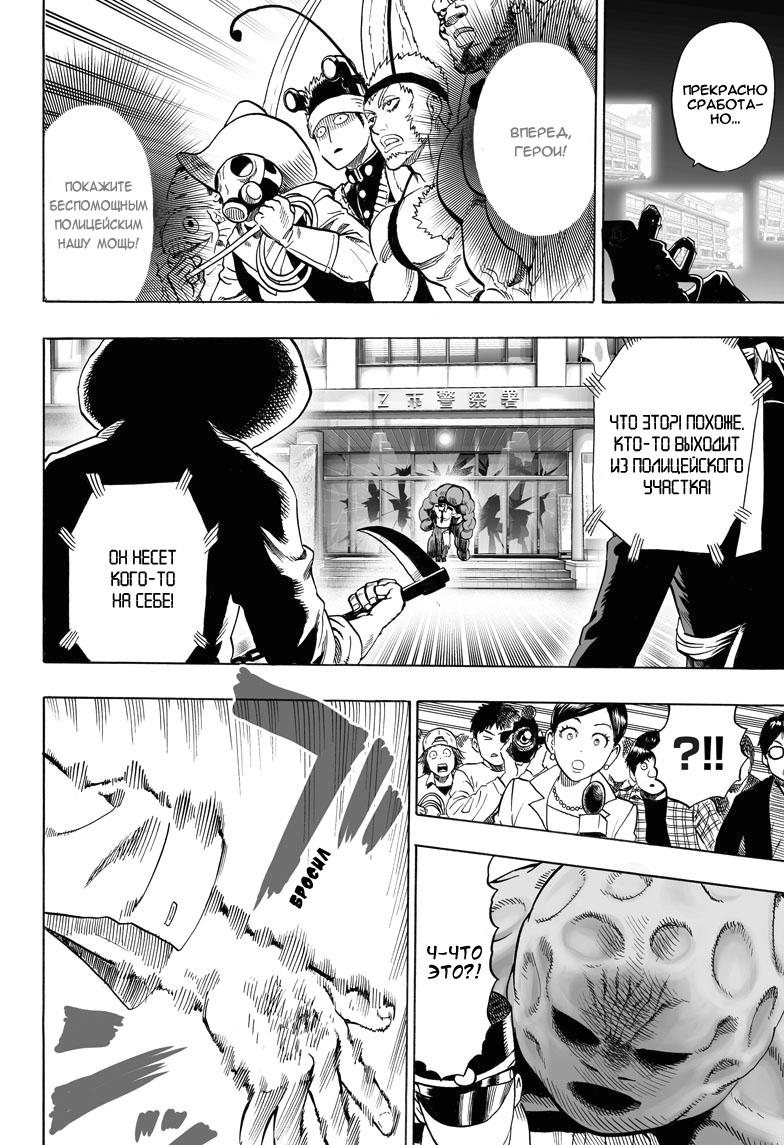 ПРЕКРАСНО
СРАБОТА-
НО...
ВПЕРЕД,
ГЕРОИ!
ПОКАЖИТЕ
БЕСПОМОЩНЫМ
ПОЛИЦЕЙСКИМ
НАШУ МОЩЬ!
ЧТО ЭТО?! ПОХОЖЕ,
КТО-ТО ВЫХОДИТ
ИЗ ПОЛИЦЕЙСКОГО
УЧАСТКА!
Z市警察署
ОН НЕСЕТ
КОГО-ТО
НА СЕБЕ!
?!!
Ч-ЧТО
ЭТО?!
БРОСИЛ